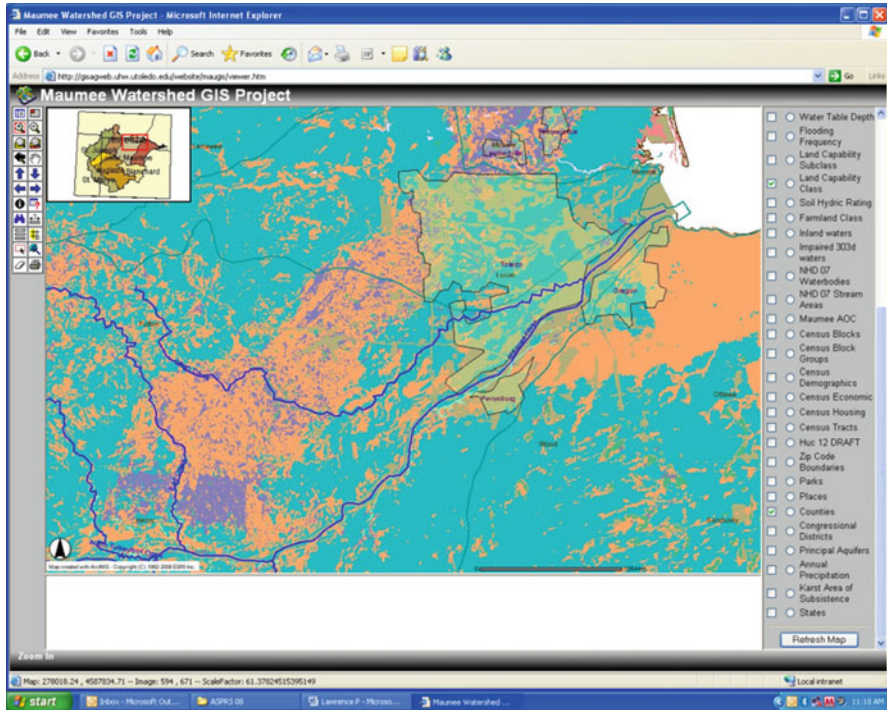 Maumee Watershed GIS Project - Microsoft Internet Explorer
File Edit View Favorites Tools Help
Back Search Favorites
Address http://gisagweb.uhw.utoledo.edu/website/maugis/viewer.htm Go Links
Maumee Watershed GIS Project
Toledo
Lucas
Oregon
Perrysburg
Wood
Ottawa
Sandusky
Map created with ArcIMS - Copyright (C) 1992-2008 ESRI Inc.
Water Table Depth
Flooding
Frequency
Land Capability
Subclass
Land Capability
Class
Soil Hydric Rating
Farmland Class
Inland waters
Impaired 303d
waters
NHD 07
Waterbodies
NHD 07 Stream
Areas
Maumee AOC
Census Blocks
Census Block
Groups
Census
Demographics
Census Economic
Census Housing
Census Tracts
Huc 12 DRAFT
Zip Code
Boundaries
Parks
Places
Counties
Congressional
Districts
Principal Aquifers
Annual
Precipitation
Karst Area of
Subsistence
States
Refresh Map
Zoom In
Map: 278018.24 , 4587834.71 -- Image: 594 , 671 -- ScaleFactor: 61.37824515395149
Local intranet
start Inbox - Microsoft Out... ASPRS 08 Lawrence P - Microso... Maumee Watershed ... 11:18 AM